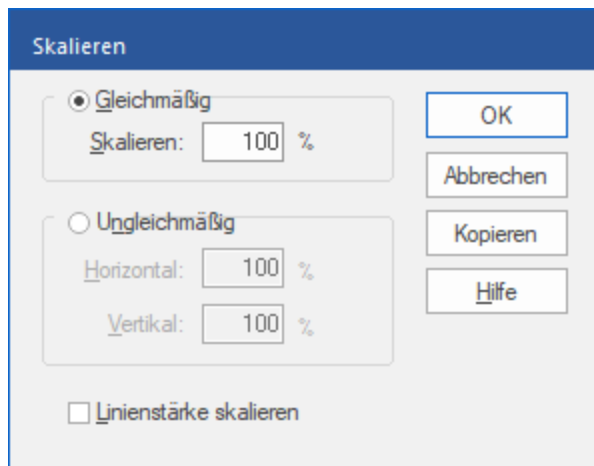 Skalieren
Gleichmäßig
Skalieren: 100 %
Ungleichmäßig
Horizontal: 100 %
Vertikal: 100 %
Linienstärke skalieren
OK
Abbrechen
Kopieren
Hilfe